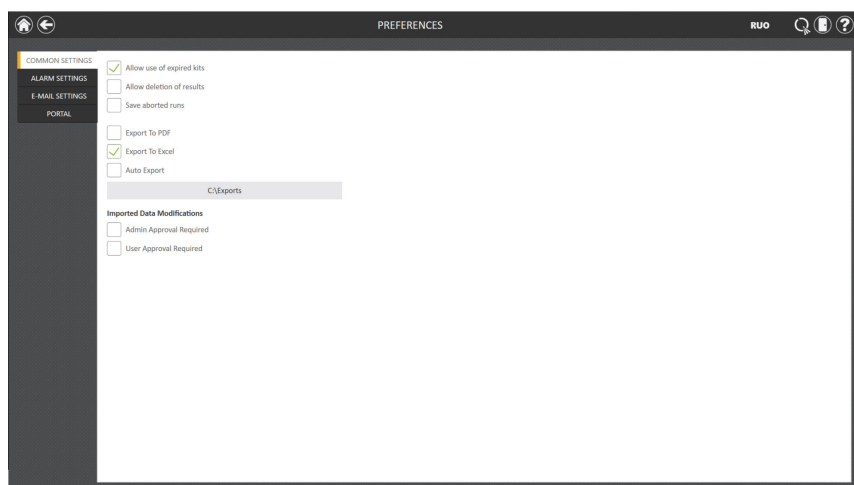 PREFERENCES
RUO
?
COMMON SETTINGS
ALARM SETTINGS
E-MAIL SETTINGS
PORTAL
Allow use of expired kits
Allow deletion of results
Save aborted runs
Export To PDF
Export To Excel
Auto Export
C:\Exports
Imported Data Modifications
Admin Approval Required
User Approval Required